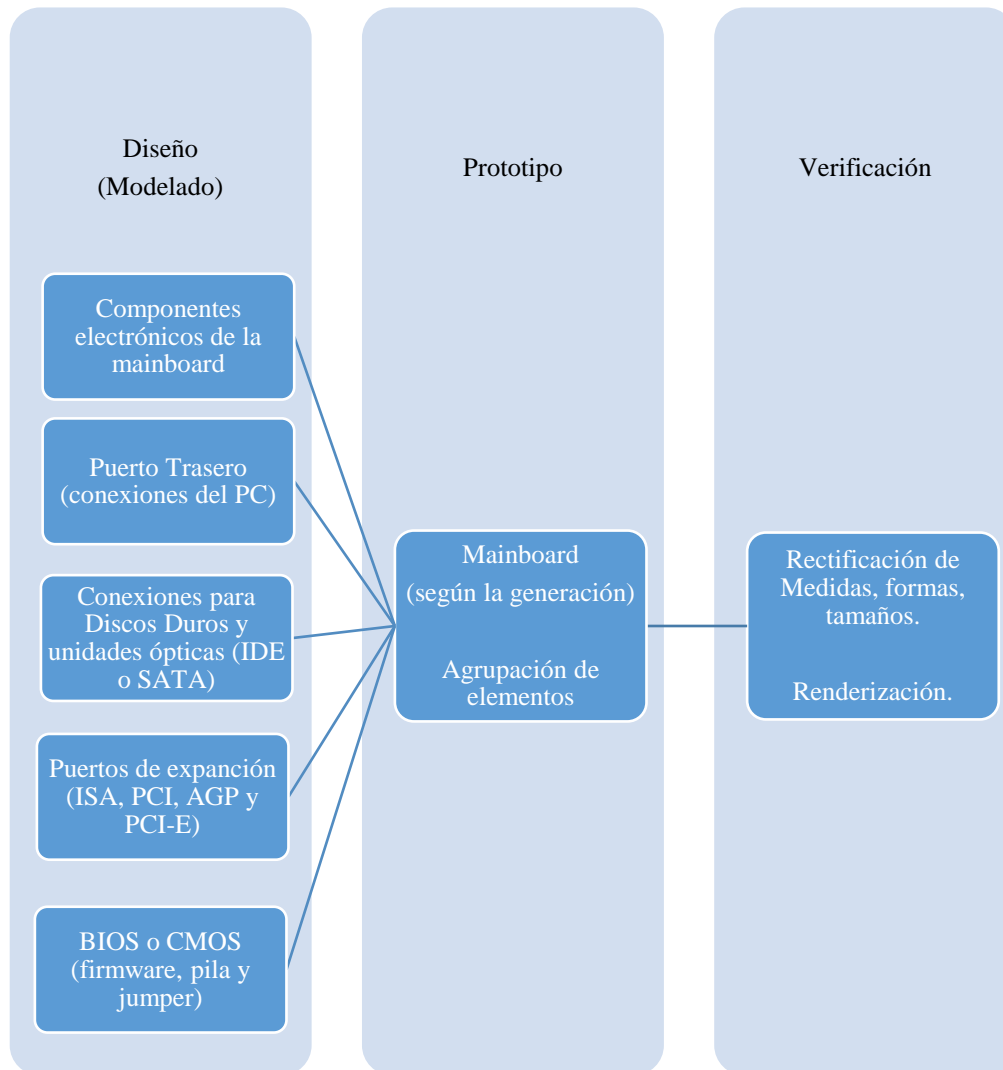 Diseño
(Modelado)
Prototipo
Verificación
Componentes
electrónicos de la
mainboard
Puerto Trasero
(conexiones del PC)
Conexiones para
Discos Duros y
unidades ópticas (IDE
o SATA)
Puertos de expanción
(ISA, PCI, AGP y
PCI-E)
BIOS o CMOS
(firmware, pila y
jumper)
Mainboard
(según la generación)
Agrupación de
elementos
Rectificación de
Medidas, formas,
tamaños.
Renderización.